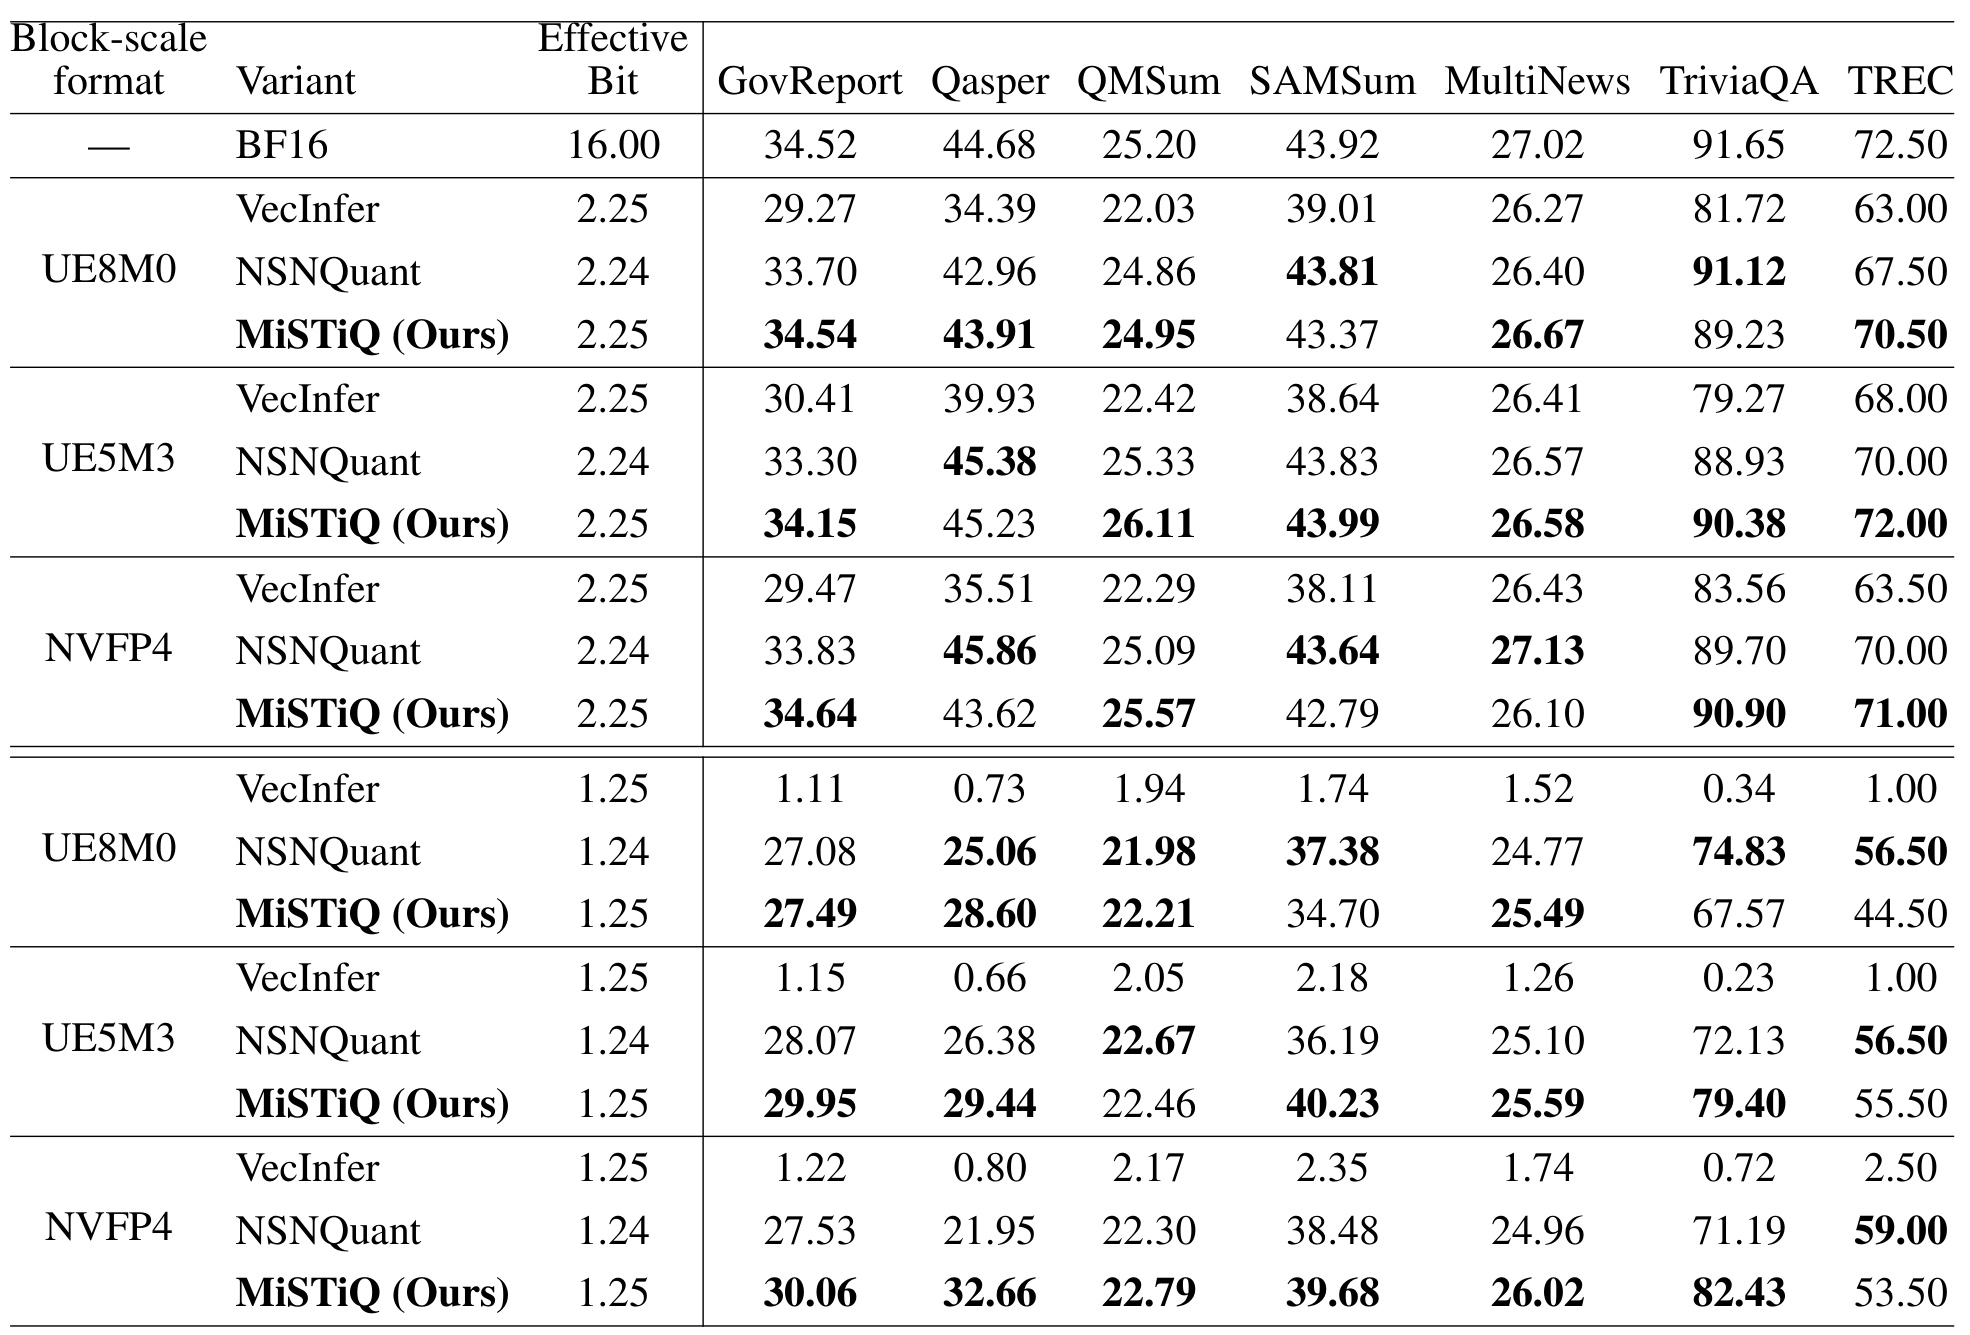 Block-scale format Variant Effective Bit GovReport Qasper QMSum SAMSum MultiNews TriviaQA TREC
— BF16 16.00 34.52 44.68 25.20 43.92 27.02 91.65 72.50
UE8M0
VecInfer 2.25 29.27 34.39 22.03 39.01 26.27 81.72 63.00
NSNQuant 2.24 33.70 42.96 24.86 43.81 26.40 91.12 67.50
MiSTiQ (Ours) 2.25 34.54 43.91 24.95 43.37 26.67 89.23 70.50
UE5M3
VecInfer 2.25 30.41 39.93 22.42 38.64 26.41 79.27 68.00
NSNQuant 2.24 33.30 45.38 25.33 43.83 26.57 88.93 70.00
MiSTiQ (Ours) 2.25 34.15 45.23 26.11 43.99 26.58 90.38 72.00
NVFP4
VecInfer 2.25 29.47 35.51 22.29 38.11 26.43 83.56 63.50
NSNQuant 2.24 33.83 45.86 25.09 43.64 27.13 89.70 70.00
MiSTiQ (Ours) 2.25 34.64 43.62 25.57 42.79 26.10 90.90 71.00
UE8M0
VecInfer 1.25 1.11 0.73 1.94 1.74 1.52 0.34 1.00
NSNQuant 1.24 27.08 25.06 21.98 37.38 24.77 74.83 56.50
MiSTiQ (Ours) 1.25 27.49 28.60 22.21 34.70 25.49 67.57 44.50
UE5M3
VecInfer 1.25 1.15 0.66 2.05 2.18 1.26 0.23 1.00
NSNQuant 1.24 28.07 26.38 22.67 36.19 25.10 72.13 56.50
MiSTiQ (Ours) 1.25 29.95 29.44 22.46 40.23 25.59 79.40 55.50
NVFP4
VecInfer 1.25 1.22 0.80 2.17 2.35 1.74 0.72 2.50
NSNQuant 1.24 27.53 21.95 22.30 38.48 24.96 71.19 59.00
MiSTiQ (Ours) 1.25 30.06 32.66 22.79 39.68 26.02 82.43 53.50